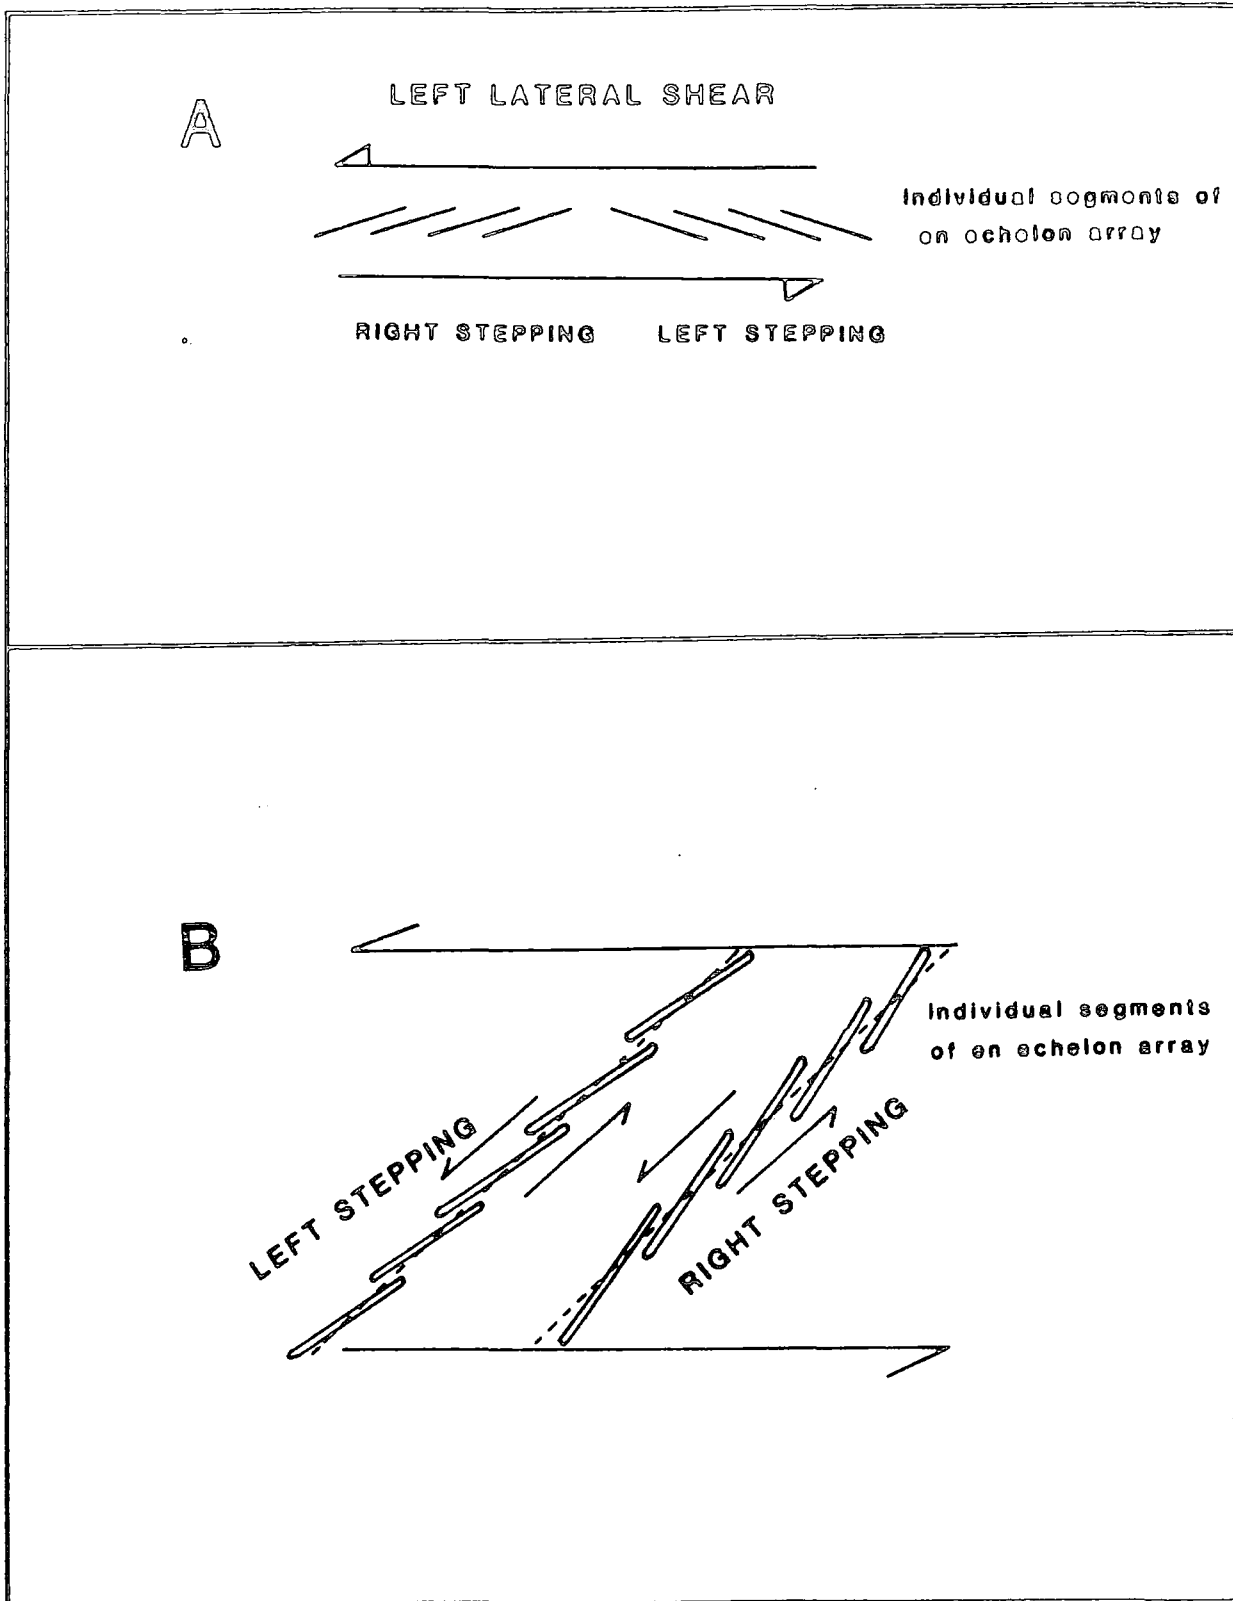 A
LEFT LATERAL SHEAR
Individual segments of
en echelon array
RIGHT STEPPING
LEFT STEPPING
B
Individual segments
of en echelon array
LEFT STEPPING
RIGHT STEPPING